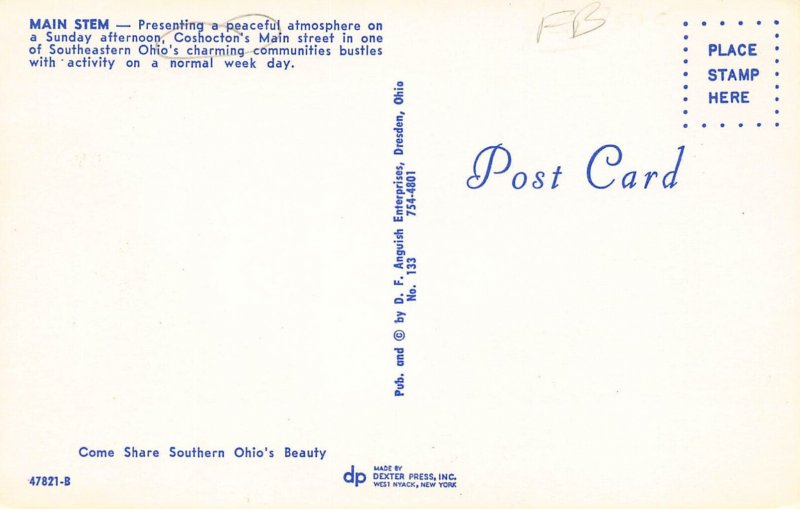 MAIN STEM — Presenting a peaceful atmosphere on
a Sunday afternoon, Coshocton's Main street in one
of Southeastern Ohio's charming communities bustles
with activity on a normal week day.
FB
PLACE
STAMP
HERE
Post Card
Pub. and © by D. F. Anguish Enterprises, Dresden, Ohio
No. 133 754-4801
Come Share Southern Ohio's Beauty
47821-B
dp
MADE BY
DEXTER PRESS, INC.
WEST NYACK, NEW YORK